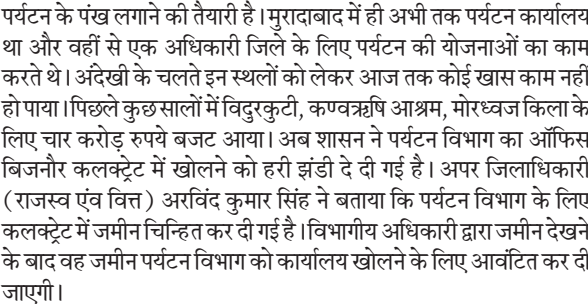 पर्यटन के पंख लगाने की तैयारी है। मुरादाबाद में ही अभी तक पर्यटन कार्यालय
था और वहीं से एक अधिकारी जिले के लिए पर्यटन की योजनाओं का काम
करते थे। अंदेखी के चलते इन स्थलों को लेकर आज तक कोई खास काम नहीं
हो पाया। पिछले कुछ सालों में विदुरकुटी, कण्वऋषि आश्रम, मोरध्वज किला के
लिए चार करोड़ रुपये बजट आया। अब शासन ने पर्यटन विभाग का ऑफिस
बिजनौर कलक्ट्रेट में खोलने को हरी झंडी दे दी गई है। अपर जिलाधिकारी
(राजस्व एंव वित्त) अरविंद कुमार सिंह ने बताया कि पर्यटन विभाग के लिए
कलक्ट्रेट में जमीन चिन्हित कर दी गई है। विभागीय अधिकारी द्वारा जमीन देखने
के बाद वह जमीन पर्यटन विभाग को कार्यालय खोलने के लिए आवंटित कर दी
जाएगी।